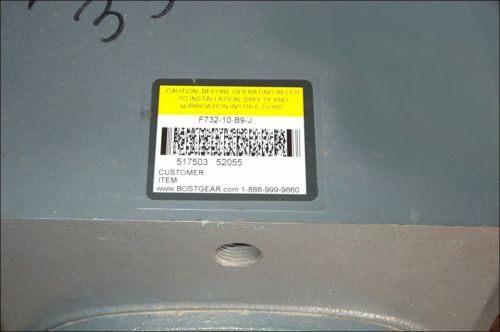 33
CAUTION: BEFORE OPERATING REFER
TO INSTALLATION, SAFETY AND
LUBRICATION INSTRUCTIONS
F732-10-B9-J.
517503 52055
CUSTOMER:
ITEM:
www.BOSTGEAR.com 1-888-999-9860